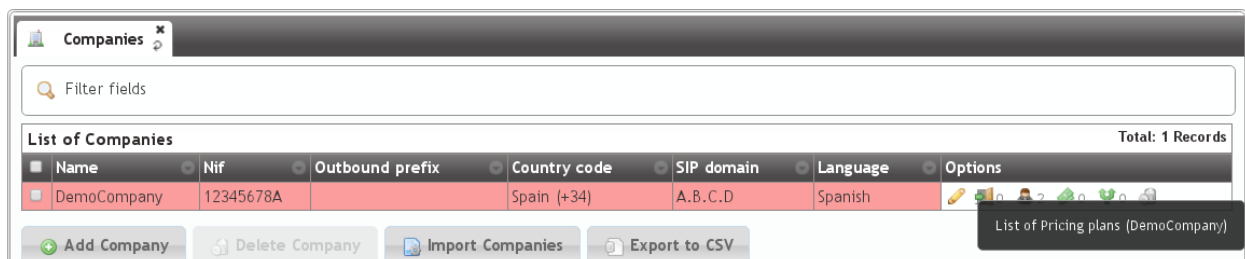 Companies
Filter fields
List of Companies Total: 1 Records
Name Nif Outbound prefix Country code SIP domain Language Options
DemoCompany 12345678A Spain (+34) A.B.C.D Spanish 0 2 0 0
List of Pricing plans (DemoCompany)
Add Company Delete Company Import Companies Export to CSV